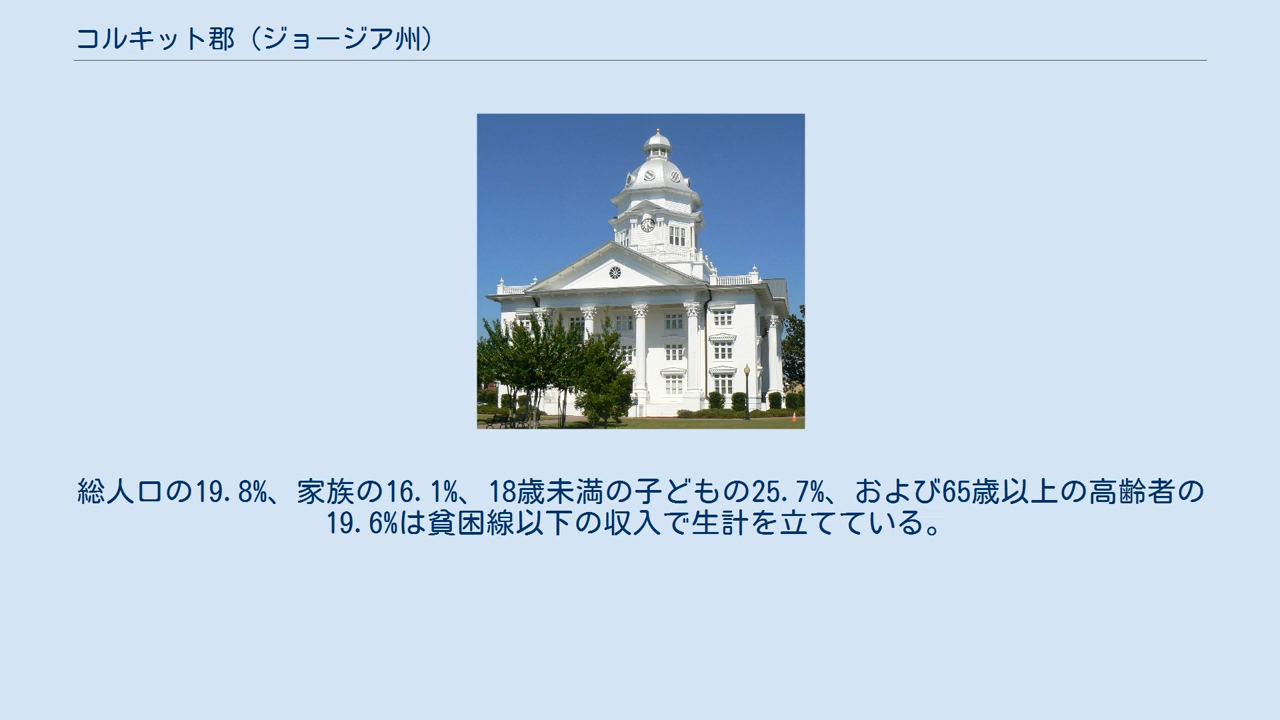 コルキット郡（ジョージア州）
総人口の19.8%、家族の16.1%、18歳未満の子どもの25.7%、および65歳以上の高齢者の
19.6%は貧困線以下の収入で生計を立てている。